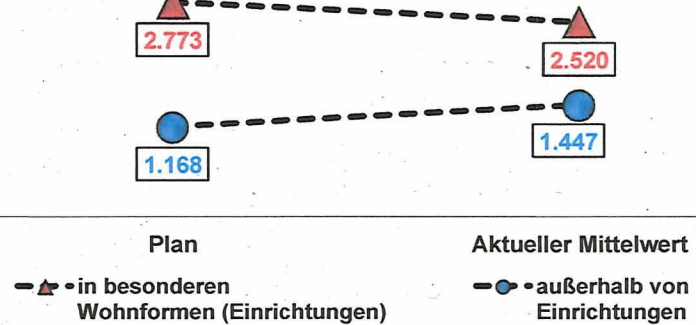 2.773
2.520
1.168
1.447
Plan
Aktueller Mittelwert
in besonderen
Wohnformen (Einrichtungen)
außerhalb von
Einrichtungen